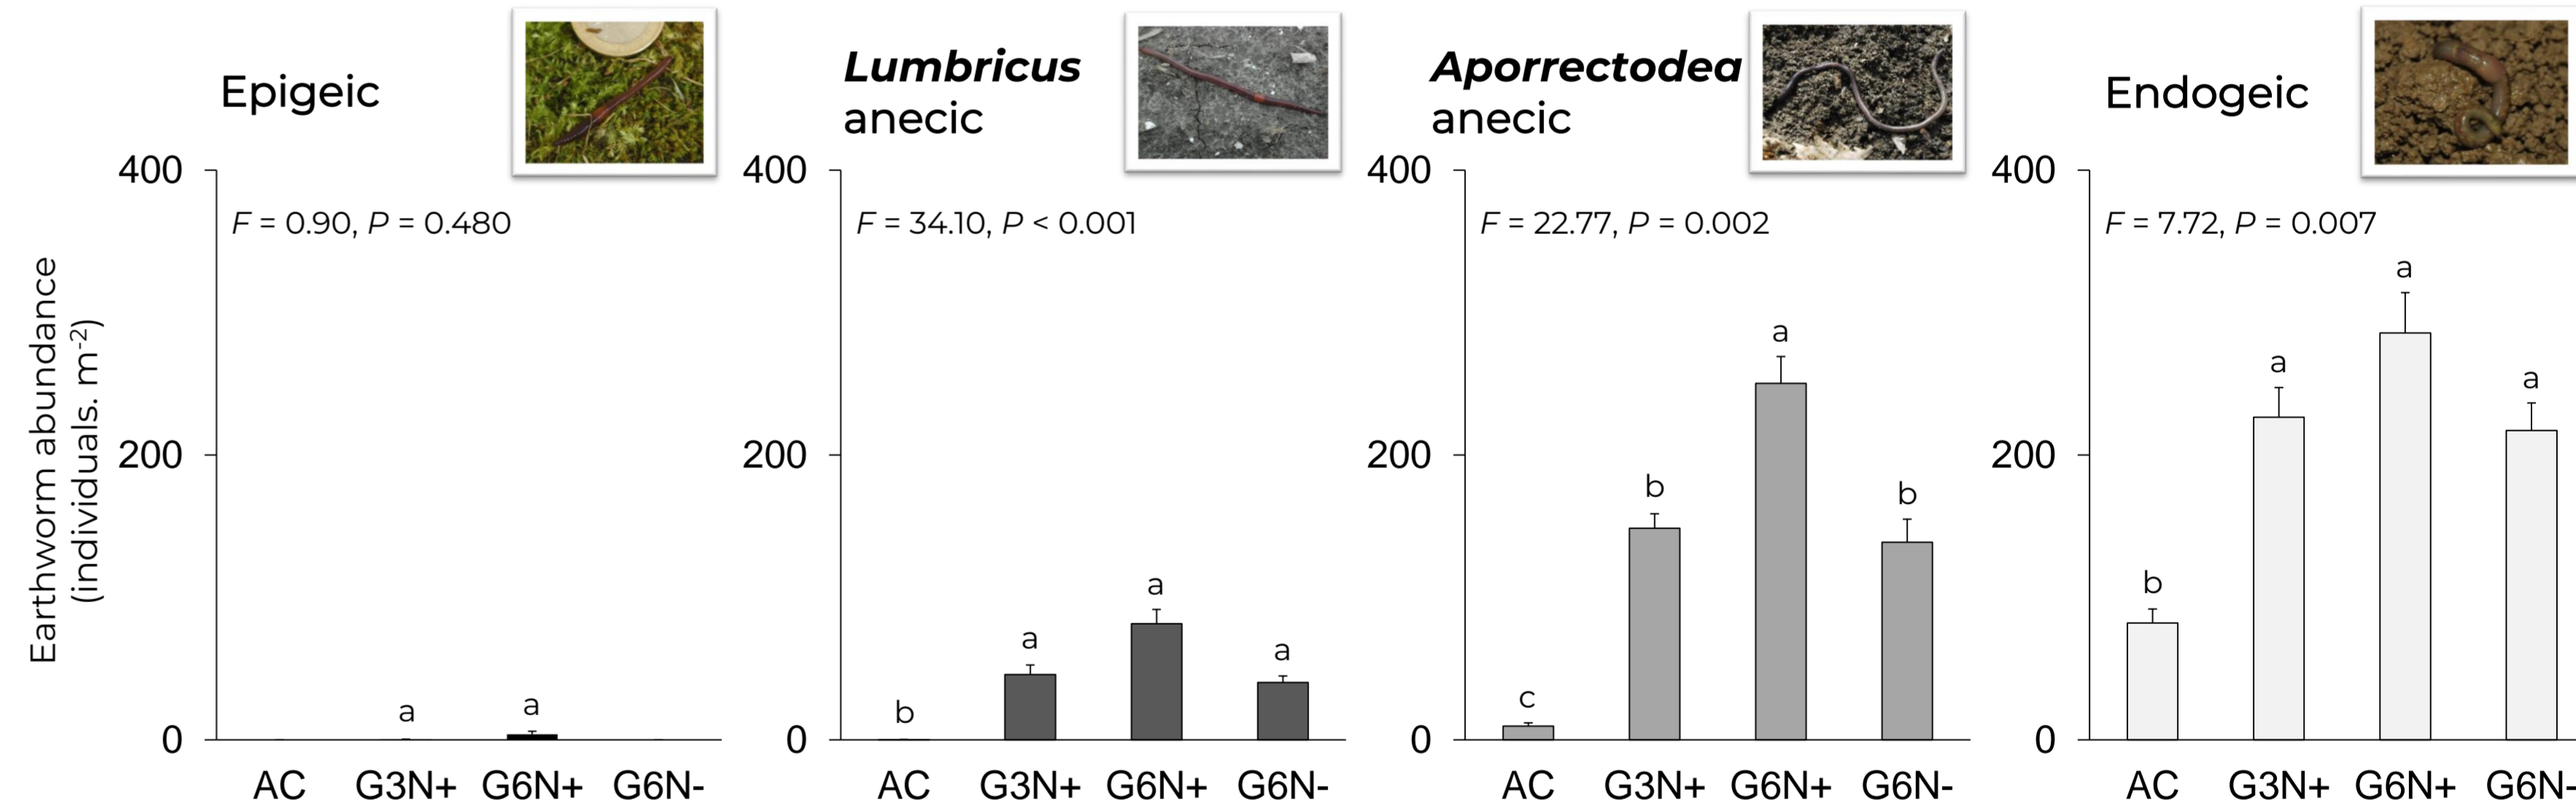 Epigeic
400
F = 0.90, P = 0.480
200
0
a
a
AC G3N+ G6N+ G6N-
Earthworm abundance
(individuals. m-2)
Lumbricus
anecic
400
F = 34.10, P < 0.001
200
0
b
a
a
a
AC G3N+ G6N+ G6N-
Aporrectodea
anecic
400
F = 22.77, P = 0.002
200
0
c
b
a
b
AC G3N+ G6N+ G6N-
Endogeic
400
F = 7.72, P = 0.007
200
0
b
a
a
a
AC G3N+ G6N+ G6N-